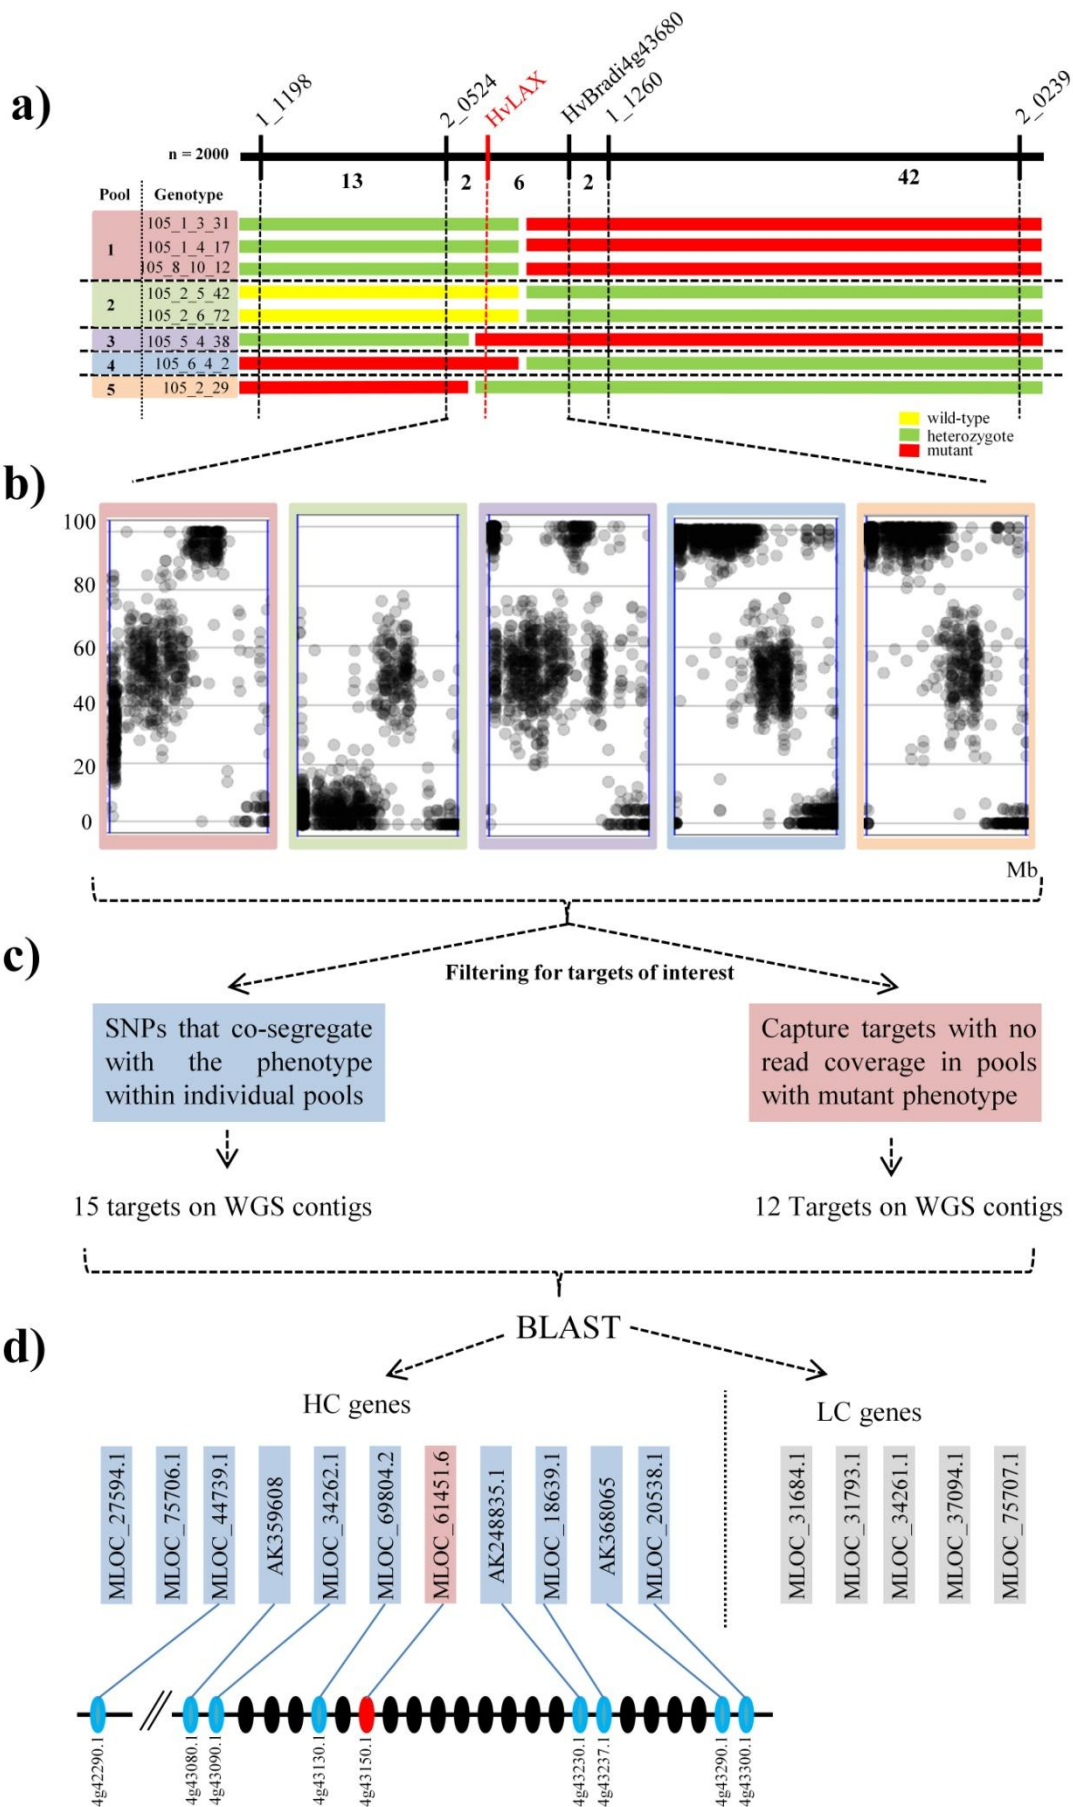 a)
1_1198
2_0524
HvLAX
HvBradi4g43680
1_1260
2_0239
n = 2000
13
2
6
2
42
Pool
Genotype
1
105_1_3_31
105_1_4_17
105_8_10_12
2
105_2_5_42
105_2_6_72
3
105_5_4_38
4
105_6_4_2
5
105_2_29
wild-type
heterozygote
mutant
b)
100
80
60
40
20
0
Mb
c)
Filtering for targets of interest
SNPs that co-segregate
with the phenotype
within individual pools
Capture targets with no
read coverage in pools
with mutant phenotype
15 targets on WGS contigs
12 Targets on WGS contigs
BLAST
d)
HC genes
LC genes
MLOC_27594.1
MLOC_75706.1
MLOC_44739.1
AK359608
MLOC_34262.1
MLOC_69804.2
MLOC_61451.6
AK248835.1
MLOC_18639.1
AK368065
MLOC_20538.1
MLOC_31684.1
MLOC_31793.1
MLOC_34261.1
MLOC_37094.1
MLOC_75707.1
4g42290.1
4g43080.1
4g43090.1
4g43130.1
4g43150.1
4g43230.1
4g43237.1
4g43290.1
4g43300.1